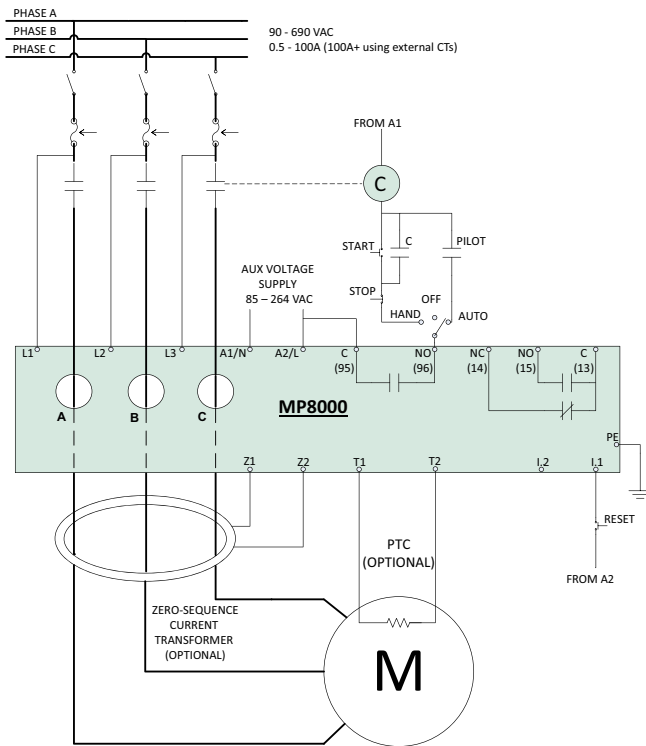 PHASE A
PHASE B
PHASE C
90 - 690 VAC
0.5 - 100A (100A+ using external CTs)
FROM A1
C
START
C
PILOT
STOP
OFF
HAND
AUTO
AUX VOLTAGE
SUPPLY
85 – 264 VAC
L1
L2
L3
A1/N
A2/L
C
(95)
NO
(96)
NC
(14)
NO
(15)
C
(13)
A
B
C
MP8000
PE
Z1
Z2
T1
T2
I.2
I.1
RESET
FROM A2
PTC
(OPTIONAL)
ZERO-SEQUENCE
CURRENT
TRANSFORMER
(OPTIONAL)
M